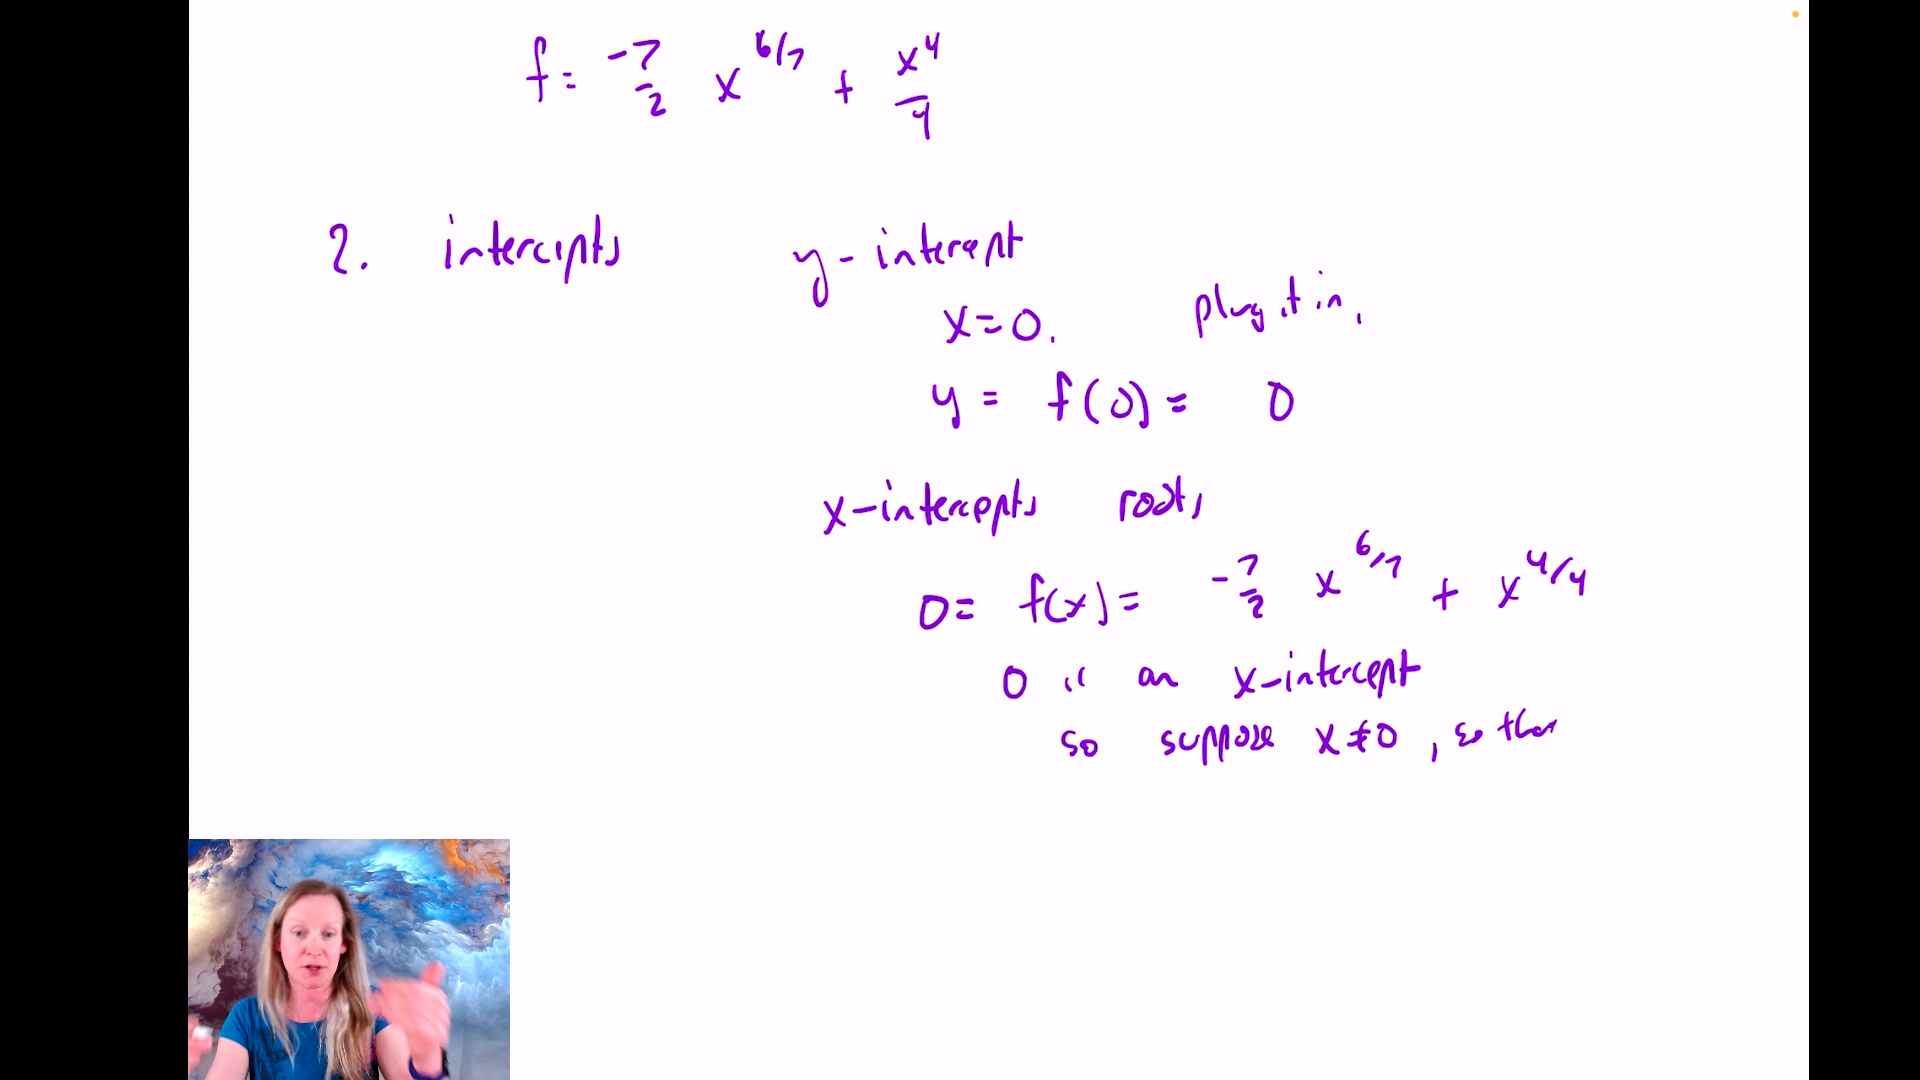 f = -7/2 x^6/7 + x^4/4
2. intercepts
y-intercept
x=0. plug it in.
y = f(0) = 0
x-intercepts roots
0 = f(x) = -7/2 x^6/7 + x^4/4
0 is an x-intercept
so suppose x≠0, so then